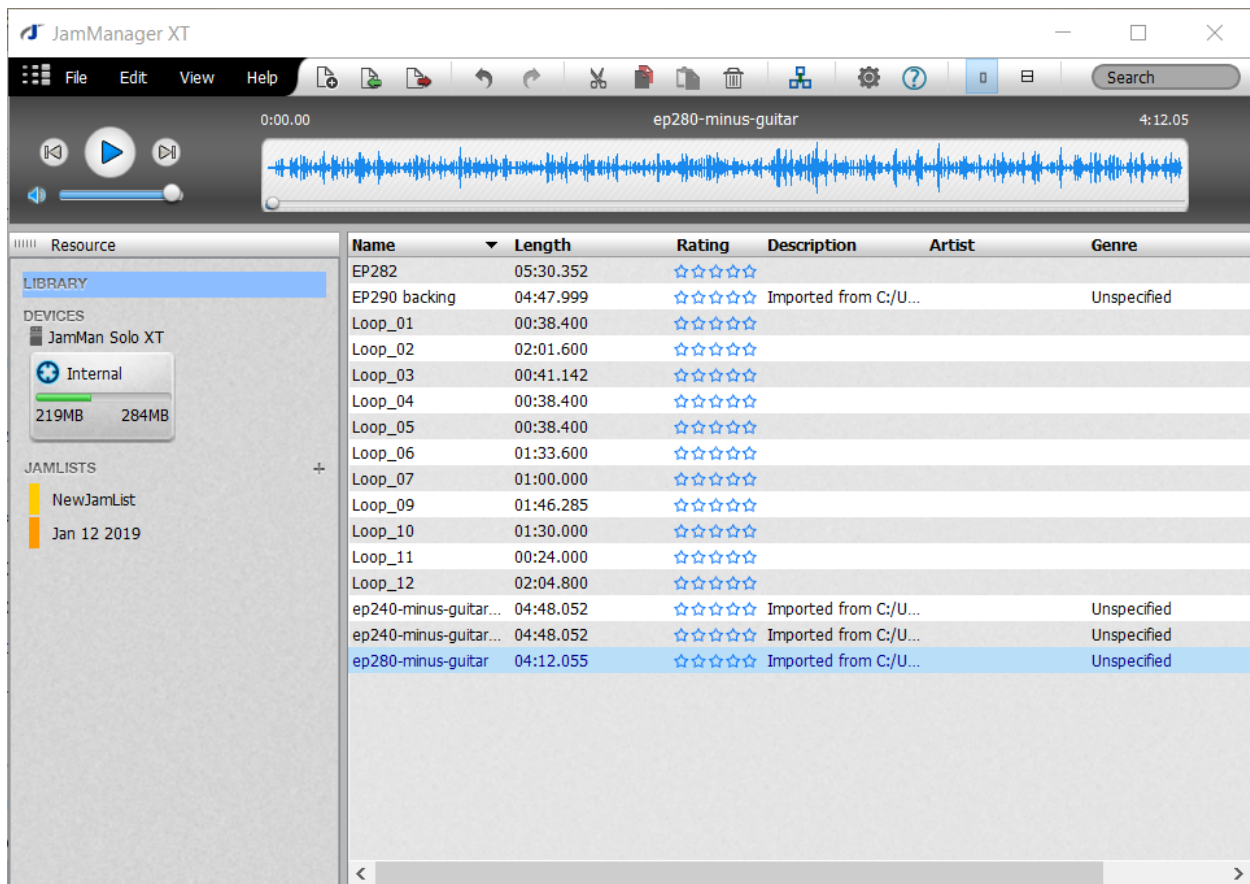 JamManager XT
File Edit View Help Search
0:00.00 ep280-minus-guitar 4:12.05
Resource
LIBRARY
DEVICES
JamMan Solo XT
Internal
219MB 284MB
JAMLISTS
NewJamList
Jan 12 2019
Name Length Rating Description Artist Genre
EP282 05:30.352
EP290 backing 04:47.999 Imported from C:/U... Unspecified
Loop_01 00:38.400
Loop_02 02:01.600
Loop_03 00:41.142
Loop_04 00:38.400
Loop_05 00:38.400
Loop_06 01:33.600
Loop_07 01:00.000
Loop_09 01:46.285
Loop_10 01:30.000
Loop_11 00:24.000
Loop_12 02:04.800
ep240-minus-guitar... 04:48.052 Imported from C:/U... Unspecified
ep240-minus-guitar... 04:48.052 Imported from C:/U... Unspecified
ep280-minus-guitar 04:12.055 Imported from C:/U... Unspecified